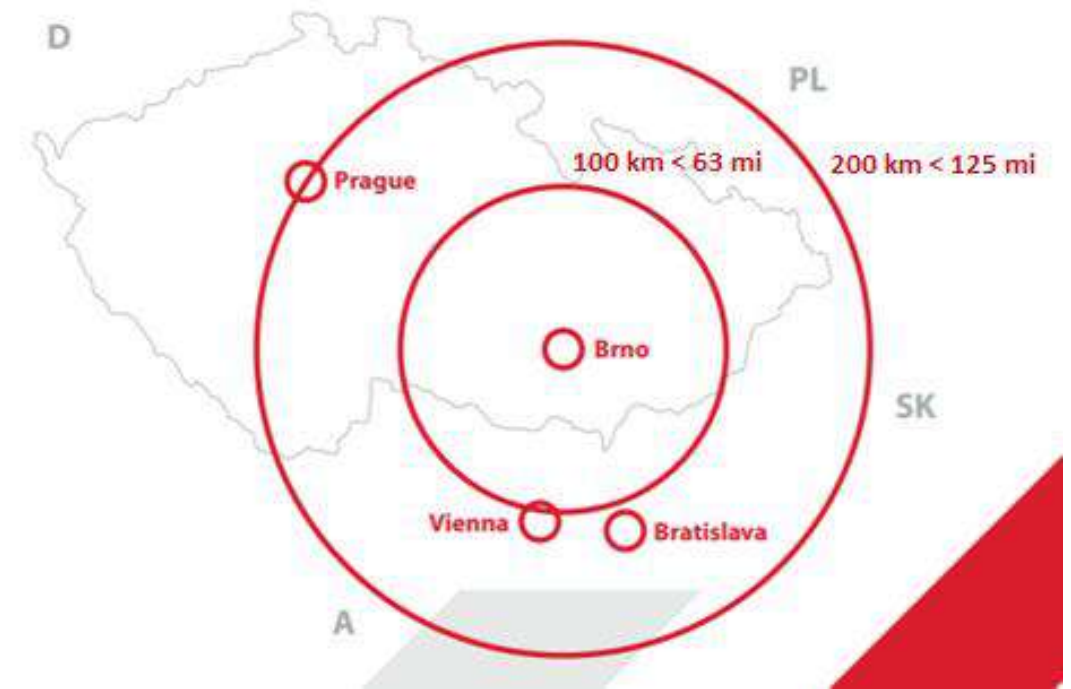 D
PL
100 km < 63 mi
200 km < 125 mi
Prague
Brno
SK
Vienna
Bratislava
A